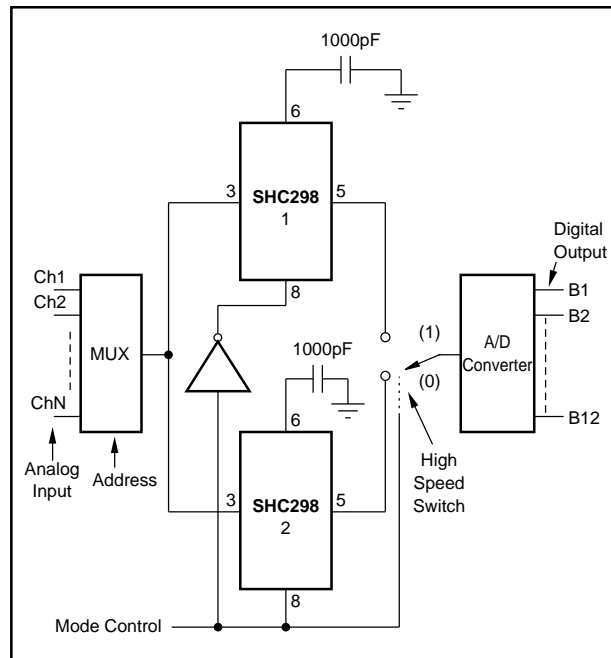 1000pF
6
3
SHC298
1
5
8
Ch1
Ch2
ChN
MUX
Analog
Input
Address
1000pF
6
3
SHC298
2
5
8
(1)
(0)
High
Speed
Switch
A/D
Converter
Digital
Output
B1
B2
B12
Mode Control